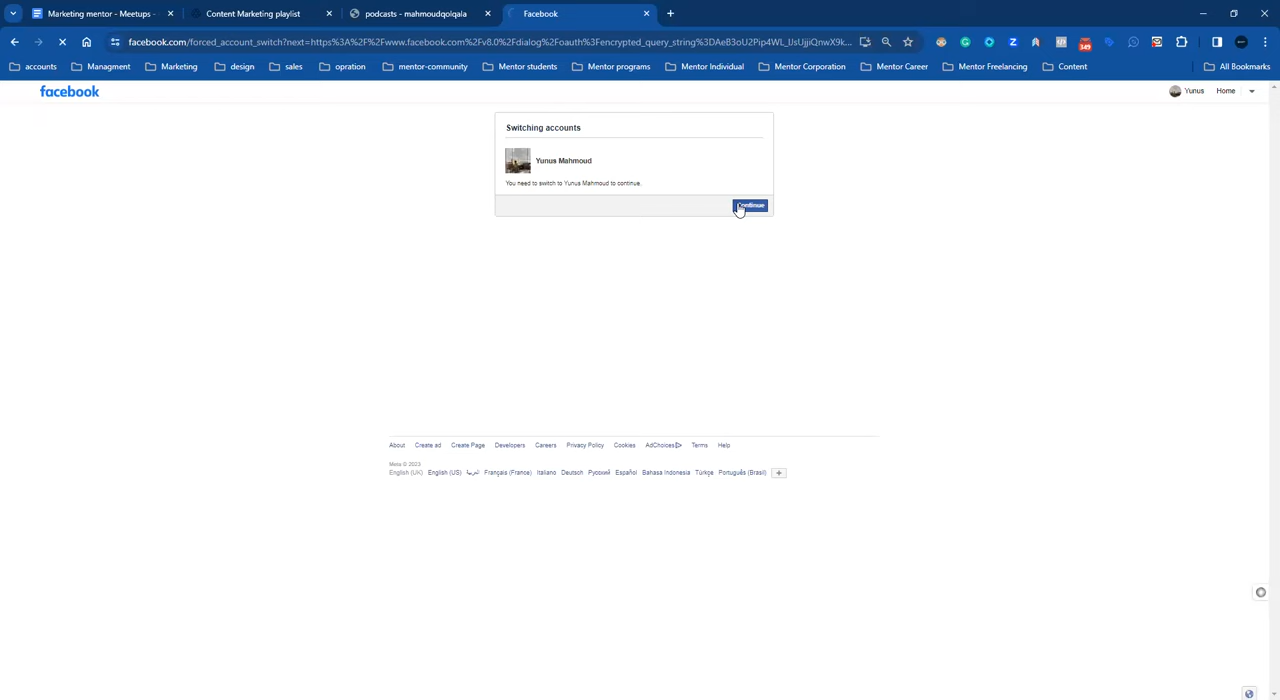 Marketing mentor - Meetups -
Content Marketing playlist
podcasts - mahmoudqoiqala
Facebook
facebook.com/forced_account_switch?next=https%3A%2F%2Fwww.facebook.com%2Fv8.0%2Fdialog%2Foauth%3Fencrypted_query_string%3DAeB3oU2Pip4WL_IJsUjjiQnwX9k...
349
accounts
Managment
Marketing
design
sales
opration
mentor-community
Mentor students
Mentor programs
Mentor Individual
Mentor Corporation
Mentor Career
Mentor Freelancing
Content
All Bookmarks
facebook
Yunus
Home
Switching accounts
Yunus Mahmoud
You need to switch to Yunus Mahmoud to continue.
Continue
About Create ad Create Page Developers Careers Privacy Policy Cookies AdChoices Terms Help
Meta © 2023
English (UK) English (US) العربية Français (France) Italiano Deutsch Русский Español Bahasa Indonesia Türkçe Português (Brasil) +